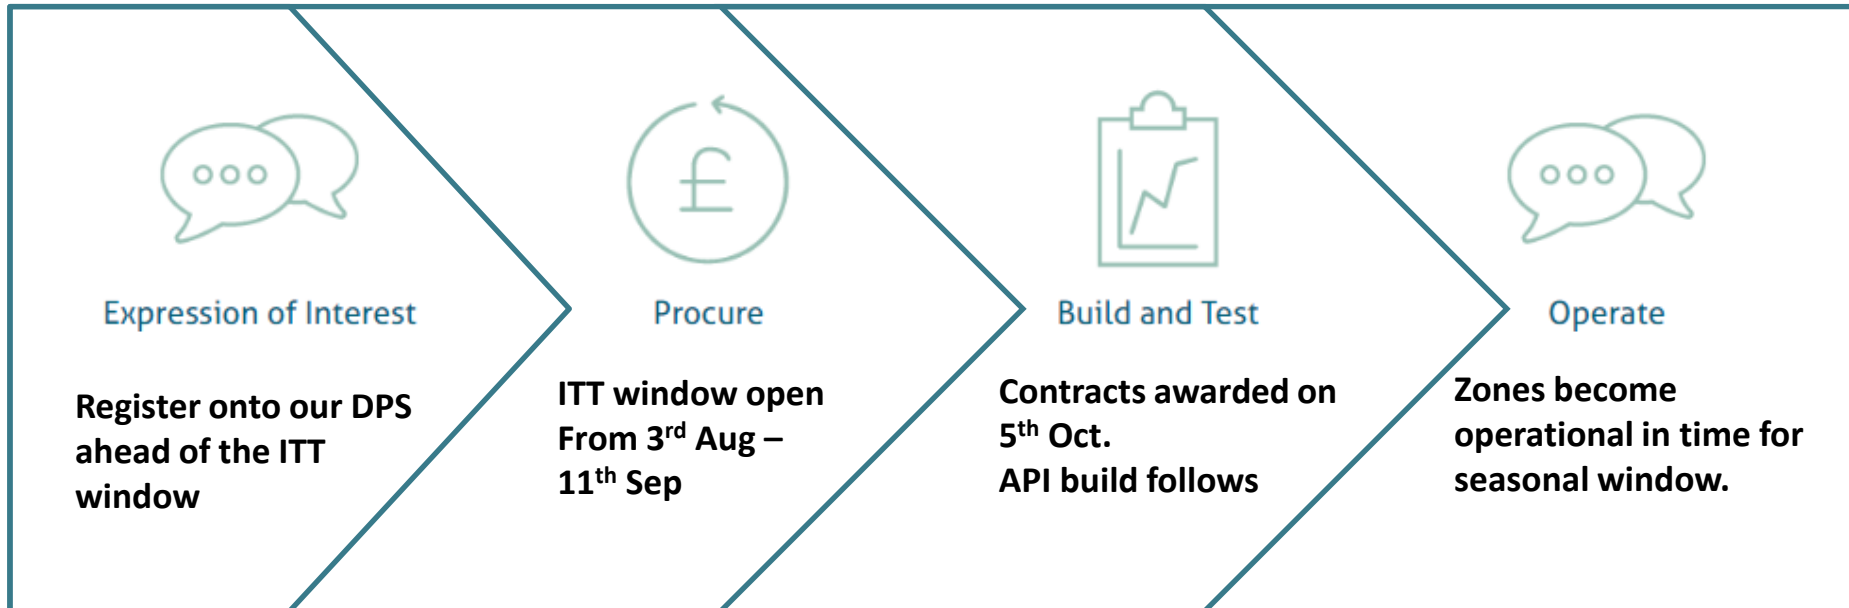 Expression of Interest
Register onto our DPS
ahead of the ITT
window
£
Procure
ITT window open
From 3rd Aug –
11th Sep
Build and Test
Contracts awarded on
5th Oct.
API build follows
Operate
Zones become
operational in time for
seasonal window.